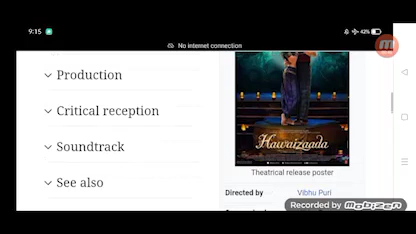 9:15
42%
No internet connection
Production
Critical reception
Soundtrack
See also
Hawaizaada
Theatrical release poster
Directed by Vibhu Puri
Recorded by mobizen